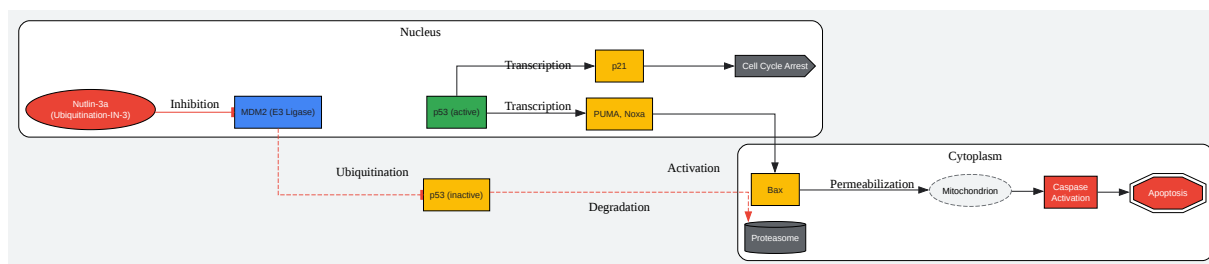 Nucleus
Transcription
p21
Cell Cycle Arrest
Nutlin-3a
(Ubiquitination-IN-3)
Inhibition
MDM2 (E3 Ligase)
p53 (active)
Transcription
PUMA, Noxa
Cytoplasm
Ubiquitination
p53 (inactive)
Activation
Degradation
Bax
Permeabilization
Mitochondrion
Caspase
Activation
Apoptosis
Proteasome